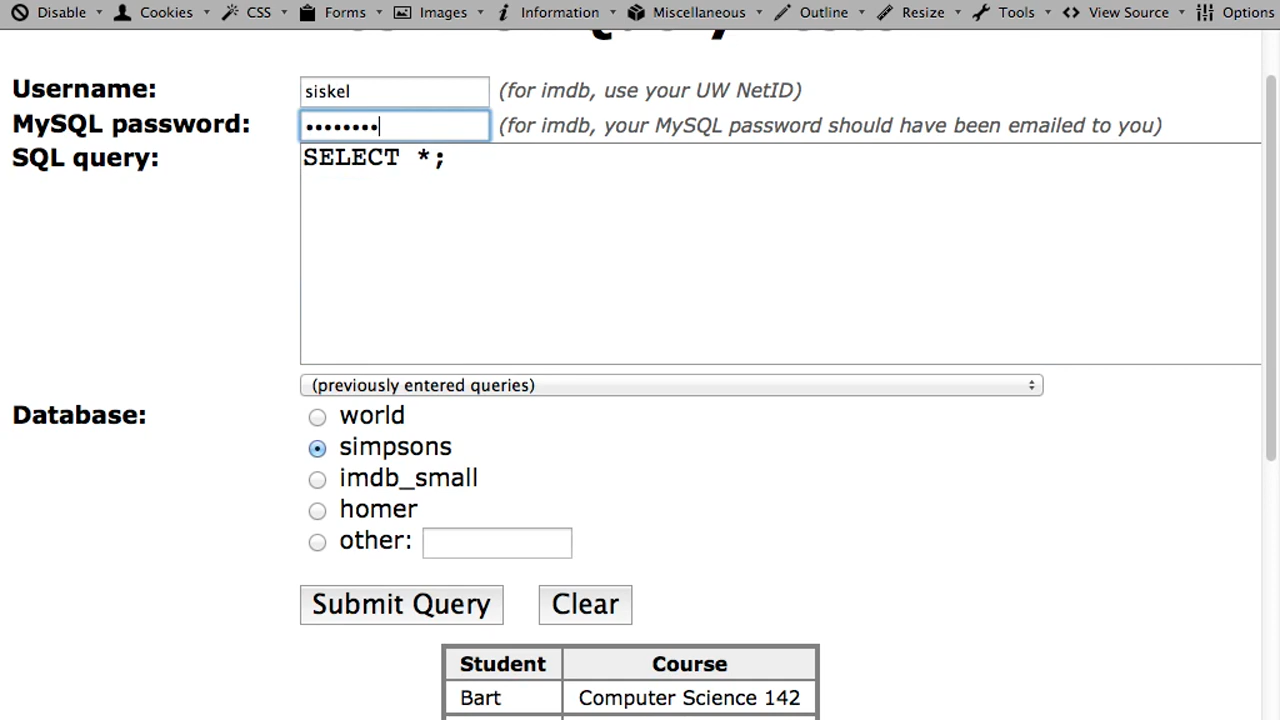 Disable Cookies CSS Forms Images Information Miscellaneous Outline Resize Tools View Source Options
Username: siskel (for imdb, use your UW NetID)
MySQL password: •••••••• (for imdb, your MySQL password should have been emailed to you)
SQL query: SELECT *;
(previously entered queries)
Database: world
simpsons
imdb_small
homer
other:
Submit Query Clear
Student Course
Bart Computer Science 142